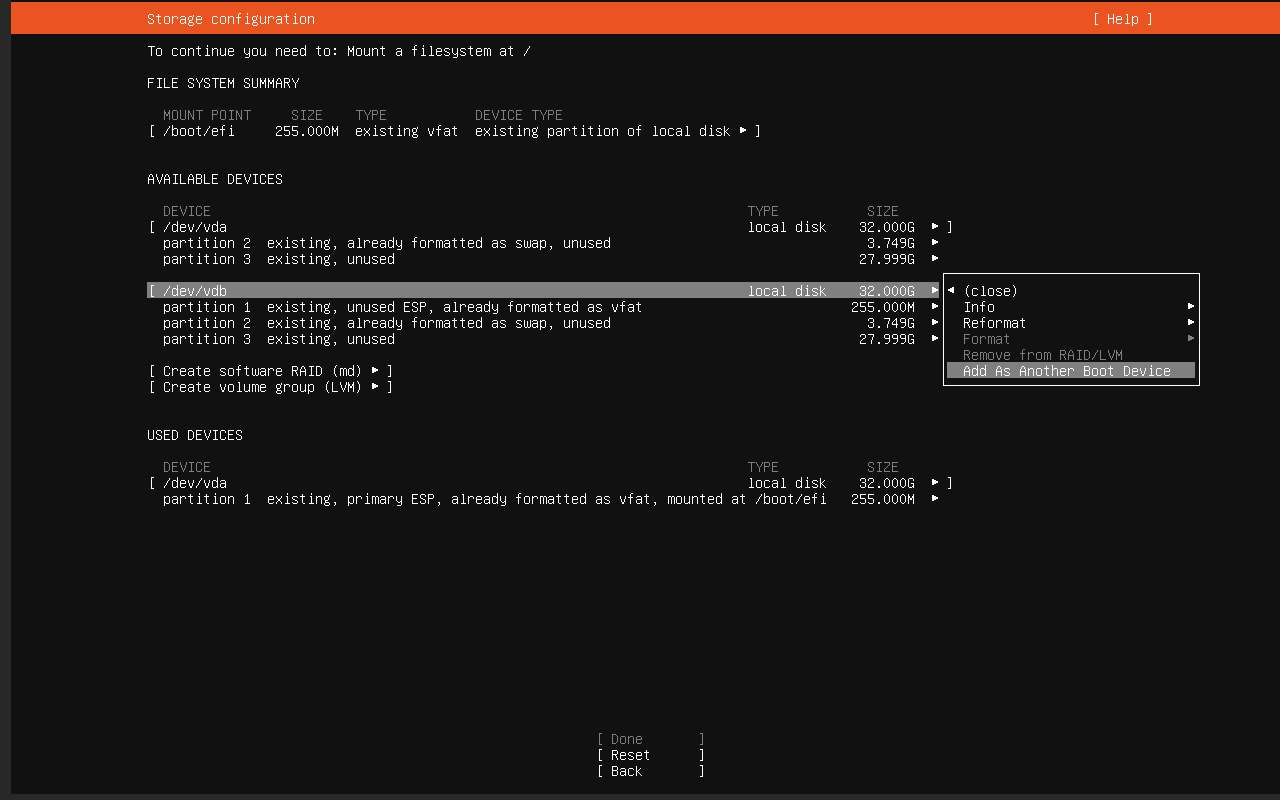 Storage configuration [ Help ]
To continue you need to: Mount a filesystem at /
FILE SYSTEM SUMMARY
MOUNT POINT SIZE TYPE DEVICE TYPE
[ /boot/efi 255.000M existing vfat existing partition of local disk ▸ ]
AVAILABLE DEVICES
DEVICE TYPE SIZE
[ /dev/vda local disk 32.000G ▸ ]
partition 2 existing, already formatted as swap, unused 3.749G ▸
partition 3 existing, unused 27.999G ▸
[ /dev/vdb local disk 32.000G ▸ ◂ (close)
partition 1 existing, unused ESP, already formatted as vfat 255.000M ▸ Info ▸
partition 2 existing, already formatted as swap, unused 3.749G ▸ Reformat ▸
partition 3 existing, unused 27.999G ▸ Format ▸
Remove from RAID/LVM
[ Create software RAID (md) ▸ ] Add As Another Boot Device
[ Create volume group (LVM) ▸ ]
USED DEVICES
DEVICE TYPE SIZE
[ /dev/vda local disk 32.000G ▸ ]
partition 1 existing, primary ESP, already formatted as vfat, mounted at /boot/efi 255.000M ▸
[ Done ]
[ Reset ]
[ Back ]